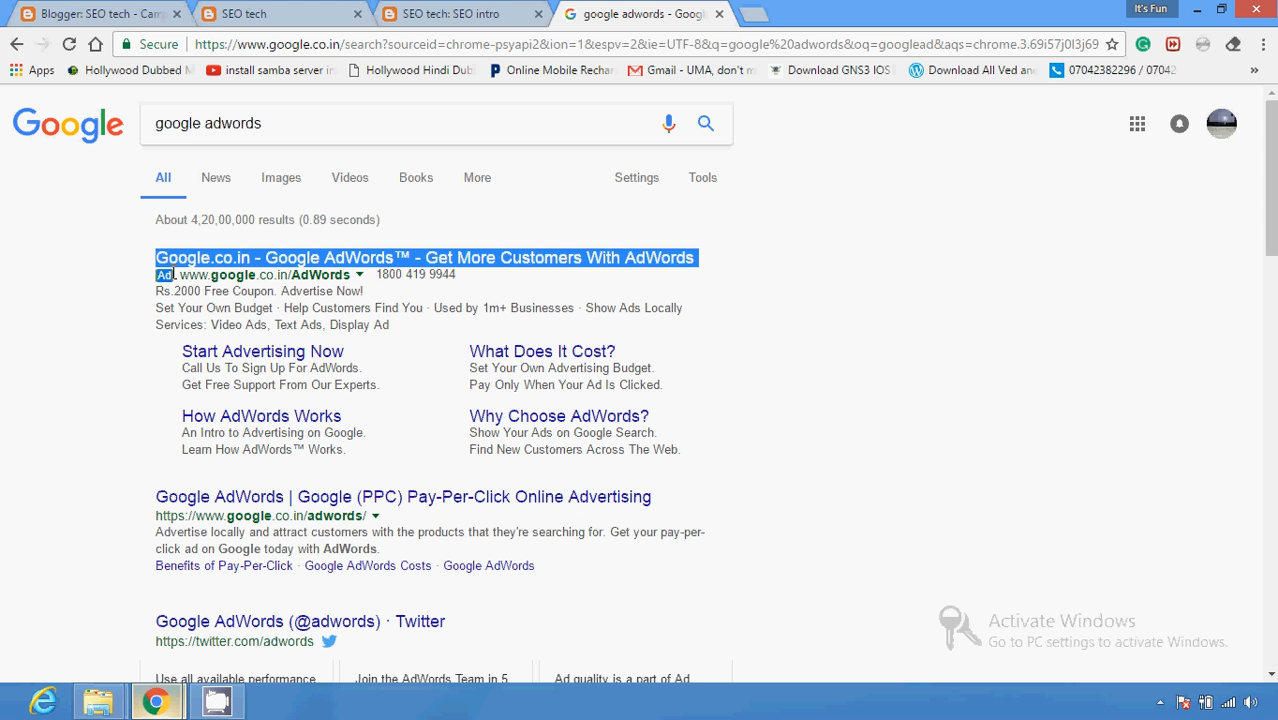 Blogger: SEO tech - Cam
SEO tech
SEO tech: SEO intro
google adwords - Goog
It's Fun
Secure
https://www.google.co.in/search?sourceid=chrome-psyapi2&ion=1&espv=2&ie=UTF-8&q=google%20adwords&oq=googlead&aqs=chrome.3.69i57j0l3j69
Apps
Hollywood Dubbed M
install samba server in
Hollywood Hindi Dub
Online Mobile Rechar
Gmail - UMA, don't m
Download GNS3 IOS I
Download All Ved and
07042382296 / 07042
Google
google adwords
All
News
Images
Videos
Books
More
Settings
Tools
About 4,20,00,000 results (0.89 seconds)
Google.co.in - Google AdWords™ - Get More Customers With AdWords
Ad www.google.co.in/AdWords 1800 419 9944
Rs.2000 Free Coupon. Advertise Now!
Set Your Own Budget · Help Customers Find You · Used by 1m+ Businesses · Show Ads Locally
Services: Video Ads, Text Ads, Display Ad
Start Advertising Now
Call Us To Sign Up For AdWords.
Get Free Support From Our Experts.
What Does It Cost?
Set Your Own Advertising Budget.
Pay Only When Your Ad Is Clicked.
How AdWords Works
An Intro to Advertising on Google.
Learn How AdWords™ Works.
Why Choose AdWords?
Show Your Ads on Google Search.
Find New Customers Across The Web.
Google AdWords | Google (PPC) Pay-Per-Click Online Advertising
https://www.google.co.in/adwords/
Advertise locally and attract customers with the products that they're searching for. Get your pay-per-
click ad on Google today with AdWords.
Benefits of Pay-Per-Click · Google AdWords Costs · Google AdWords
Google AdWords (@adwords) · Twitter
https://twitter.com/adwords
Use all available performance
Join the AdWords Team in 5
Ad quality is a part of Ad
Activate Windows
Go to PC settings to activate Windows.